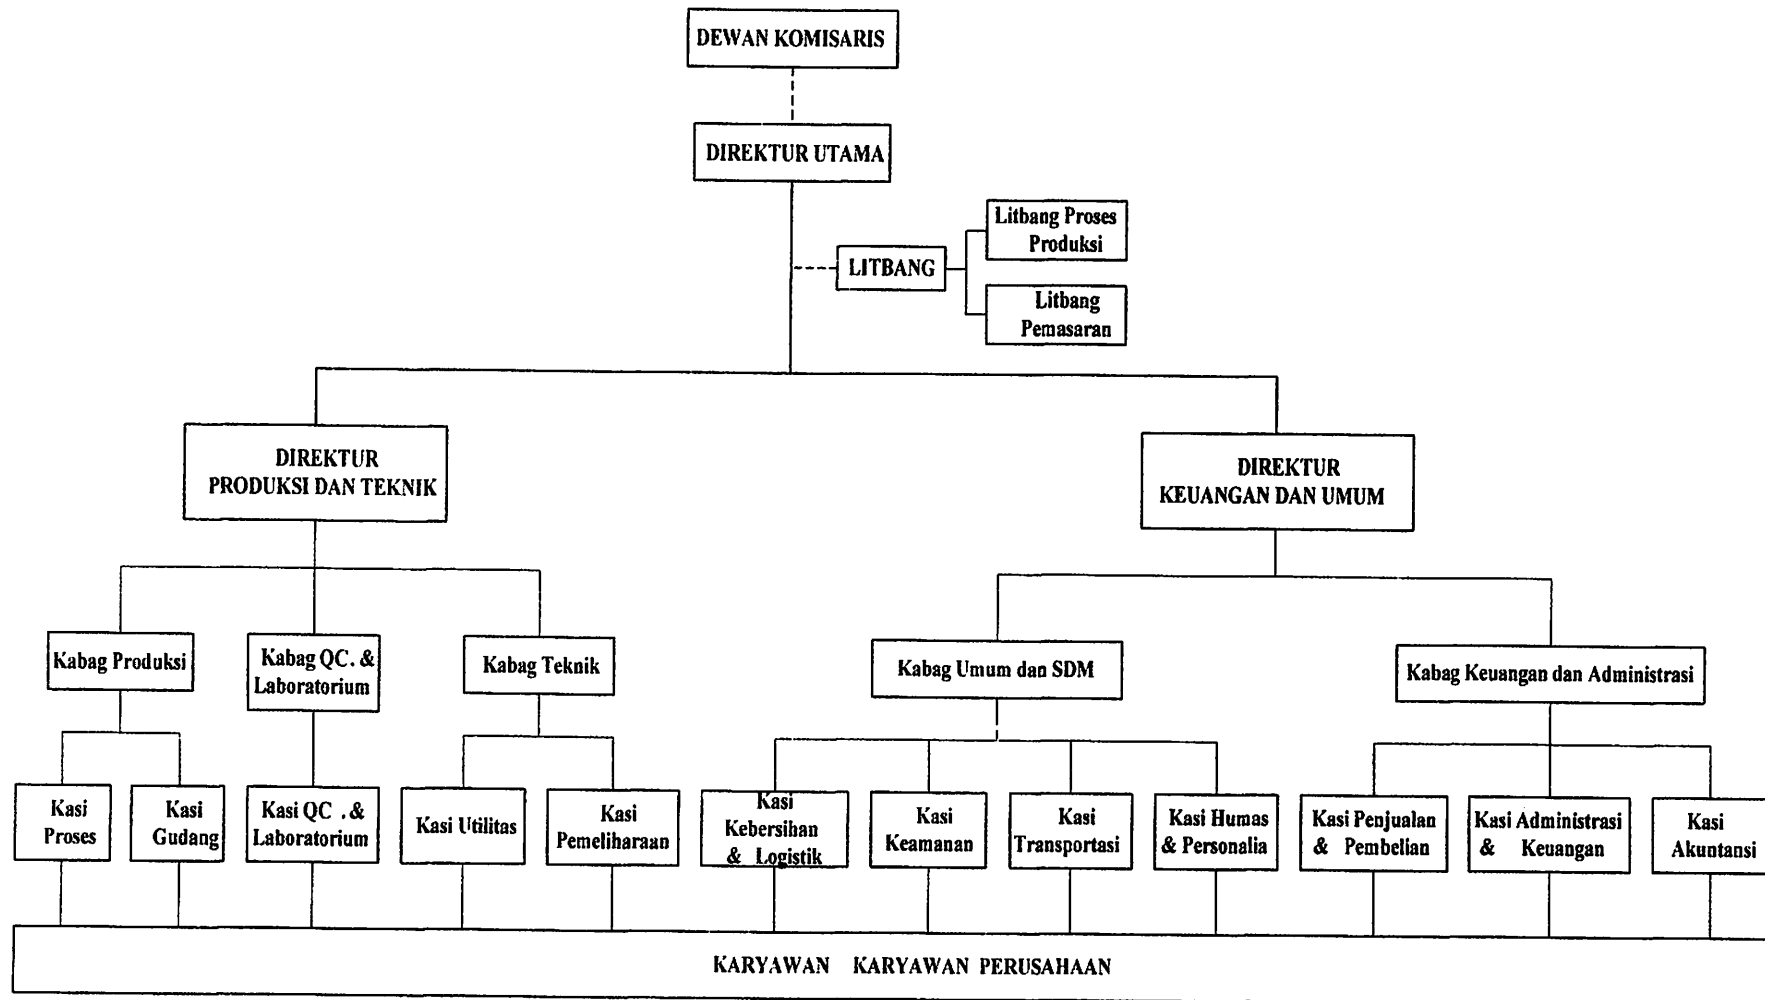 DEWAN KOMISARIS
DIREKTUR UTAMA
Litbang Proses
Produksi
LITBANG
Litbang
Pemasaran
DIREKTUR
PRODUKSI DAN TEKNIK
DIREKTUR
KEUANGAN DAN UMUM
Kabag Produksi
Kabag QC. &
Laboratorium
Kabag Teknik
Kabag Umum dan SDM
Kabag Keuangan dan Administrasi
Kasi
Proses
Kasi
Gudang
Kasi QC . &
Laboratorium
Kasi Utilitas
Kasi
Pemeliharaan
Kasi
Kebersihan
& Logistik
Kasi
Keamanan
Kasi
Transportasi
Kasi Humas
& Personalia
Kasi Penjualan
& Pembelian
Kasi Administrasi
& Keuangan
Kasi
Akuntansi
KARYAWAN KARYAWAN PERUSAHAAN